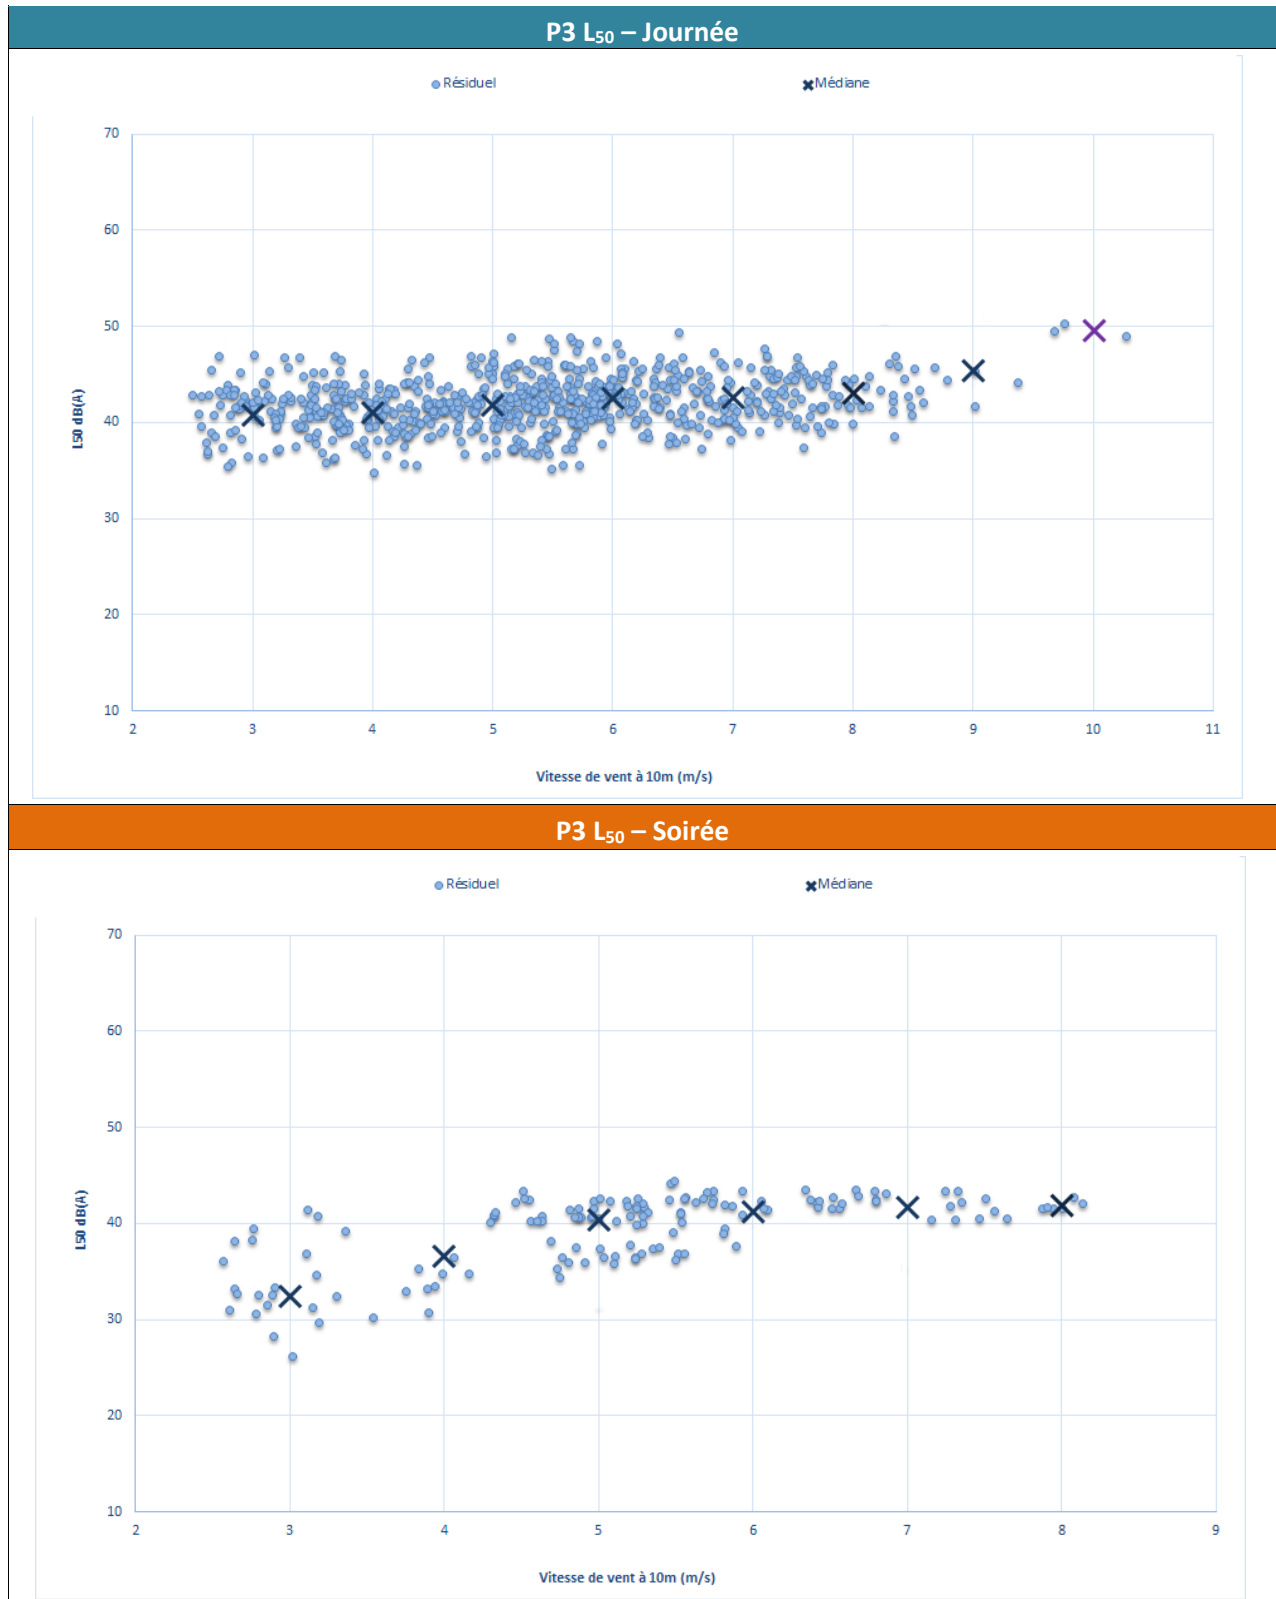 P3 L₅₀ – Journée
Résiduel
Médiane
70
60
50
40
30
20
10
L50 dB(A)
2 3 4 5 6 7 8 9 10 11
Vitesse de vent à 10m (m/s)
P3 L₅₀ – Soirée
Résiduel
Médiane
70
60
50
40
30
20
10
L50 dB(A)
2 3 4 5 6 7 8 9
Vitesse de vent à 10m (m/s)